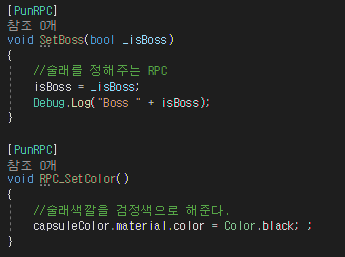 [PunRPC]
참조 0개
void SetBoss(bool _isBoss)
{
//술래를 정해주는 RPC
isBoss = _isBoss;
Debug.Log("Boss " + isBoss);
}
[PunRPC]
참조 0개
void RPC_SetColor()
{
//술래색깔을 검정색으로 해준다.
capsuleColor.material.color = Color.black; ;
}